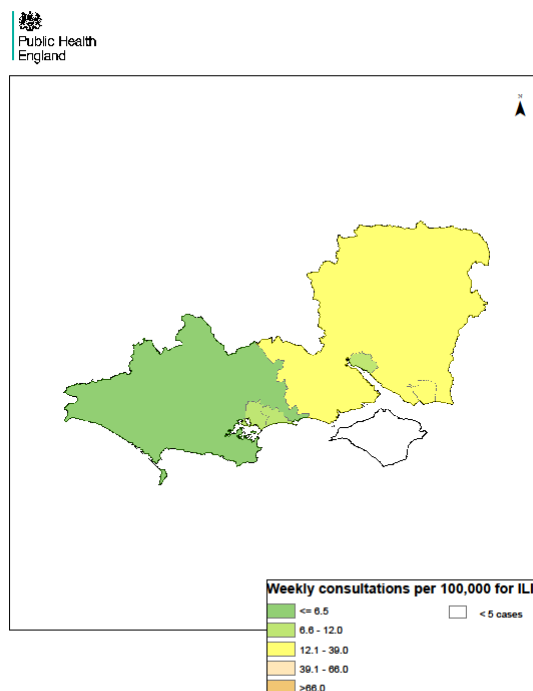 Public Health
England
N
Weekly consultations per 100,000 for ILI
<= 6.5
< 5 cases
6.6 - 12.0
12.1 - 39.0
39.1 - 66.0
>66.0